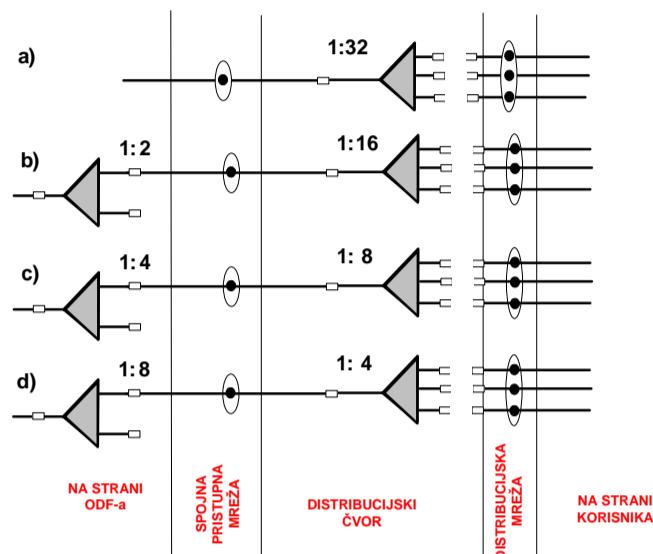 a)
1:32
b)
1:2
1:16
c)
1:4
1: 8
d)
1:8
1: 4
NA STRANI
ODF-a
SPOJNA
PRISTUPNA
MREŽA
DISTRIBUCIJSKI
ČVOR
DISTRIBUCIJSKA
MREŽA
NA STRANI
KORISNIKA